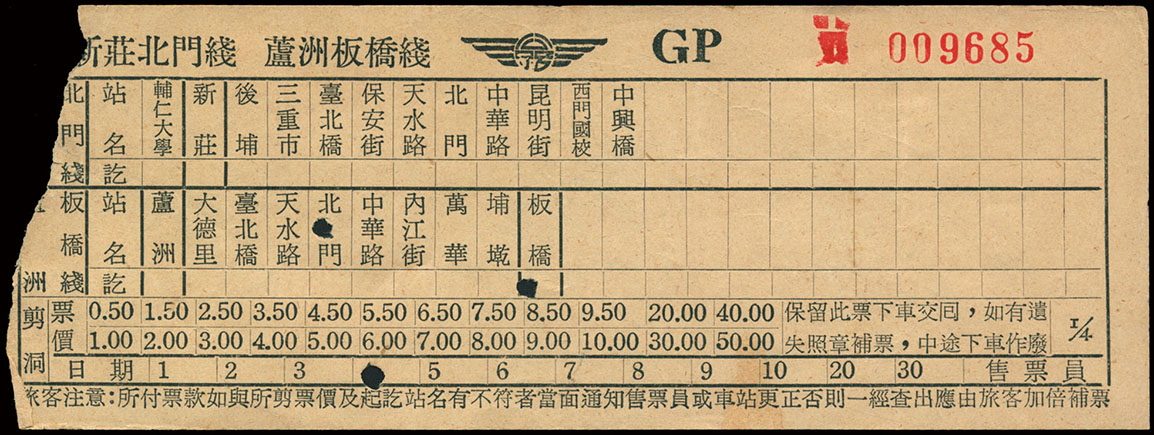 新莊北門綫 蘆洲板橋綫 GP 009685
北門綫 站名 輔仁大學 新莊 後埔 三重市 臺北橋 保安街 天水路 北門 中華路 昆明街 西門國校 中興橋
訖
板橋綫 站名 蘆洲 大德里 臺北橋 天水路 北門 中華路 內江街 萬華 埔墘 板橋
洲 訖
剪洞 票價 0.50 1.50 2.50 3.50 4.50 5.50 6.50 7.50 8.50 9.50 20.00 40.00 保留此票下車交回，如有遺
1.00 2.00 3.00 4.00 5.00 6.00 7.00 8.00 9.00 10.00 30.00 50.00 失照章補票，中途下車作廢 1/4
日期 1 2 3 5 6 7 8 9 10 20 30 售票員
旅客注意：所付票款如與所剪票價及起訖站名有不符者當面通知售票員或車站更正否則一經查出應由旅客加倍補票